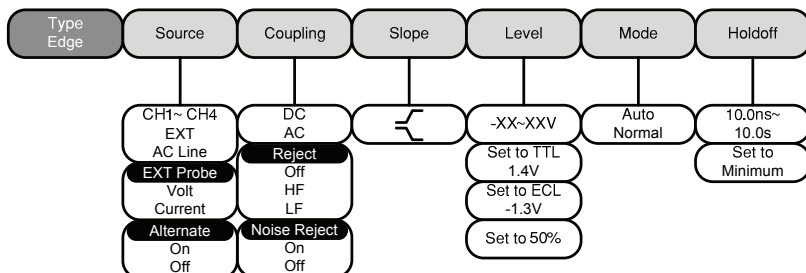 Type
Edge
Source
Coupling
Slope
Level
Mode
Holdoff
CH1~ CH4
EXT
AC Line
EXT Probe
Volt
Current
Alternate
On
Off
DC
AC
Reject
Off
HF
LF
Noise Reject
On
Off
-XX~XXV
Set to TTL
1.4V
Set to ECL
-1.3V
Set to 50%
Auto
Normal
10.0ns~
10.0s
Set to
Minimum